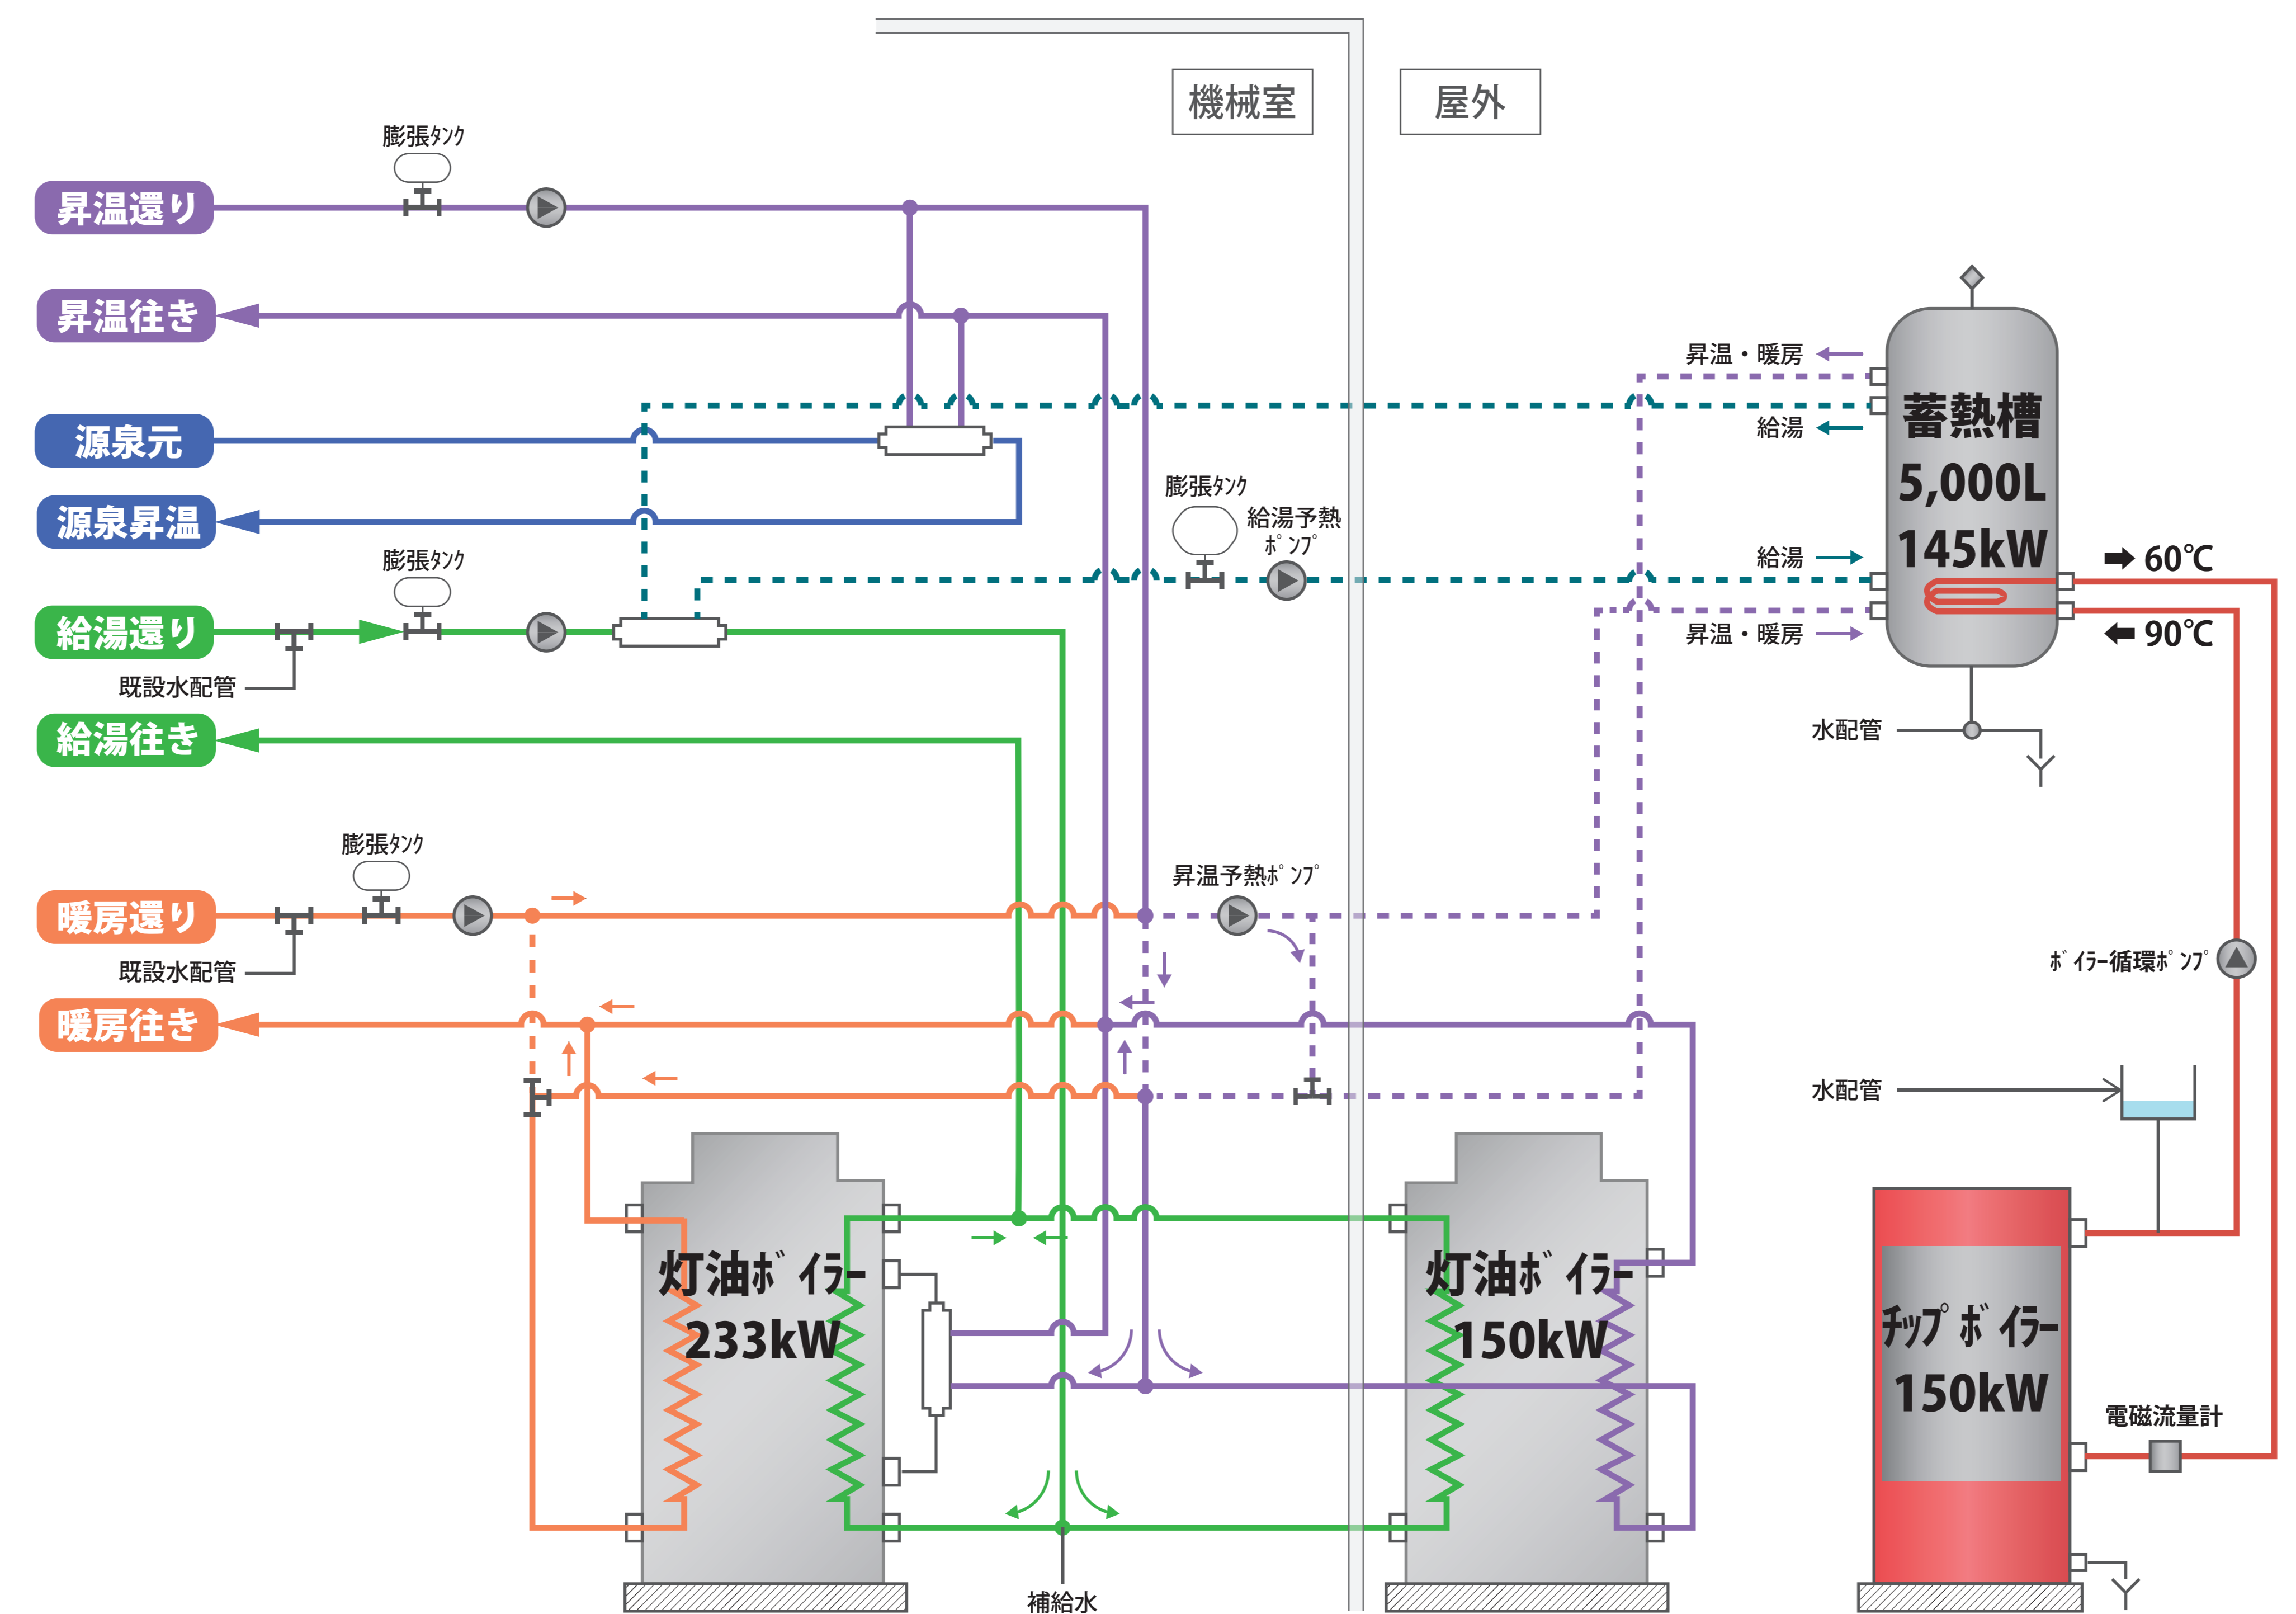 機械室
屋外
膨張ﾀﾝｸ
昇温還り
昇温往き
昇温・暖房
源泉元
給湯
蓄熱槽
5,000L
145kW
源泉昇温
膨張ﾀﾝｸ
給湯予熱
ﾎﾟﾝﾌﾟ
膨張ﾀﾝｸ
給湯
60℃
給湯還り
昇温・暖房
90℃
既設水配管
給湯往き
水配管
膨張ﾀﾝｸ
昇温予熱ﾎﾟﾝﾌﾟ
暖房還り
既設水配管
ﾎﾞｲﾗｰ循環ﾎﾟﾝﾌﾟ
暖房往き
水配管
灯油ﾎﾞｲﾗｰ
233kW
灯油ﾎﾞｲﾗｰ
150kW
ﾁｯﾌﾟﾎﾞｲﾗｰ
150kW
電磁流量計
補給水